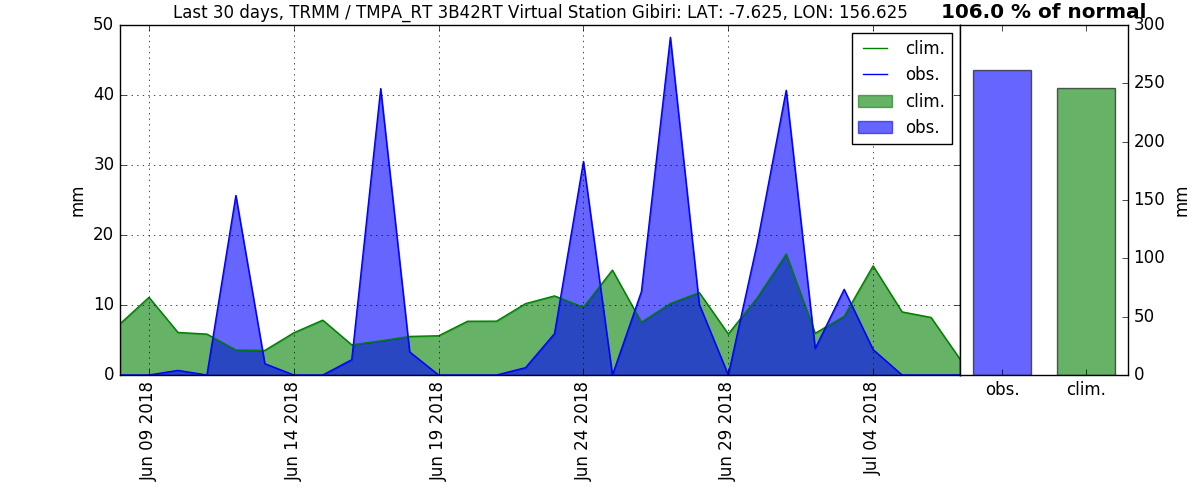 Last 30 days, TRMM / TMPA_RT 3B42RT Virtual Station Gibiri: LAT: -7.625, LON: 156.625
106.0 % of normal
50
40
30
20
10
0
mm
clim.
obs.
clim.
obs.
Jun 09 2018
Jun 14 2018
Jun 19 2018
Jun 24 2018
Jun 29 2018
Jul 04 2018
300
250
200
150
100
50
0
mm
obs.
clim.